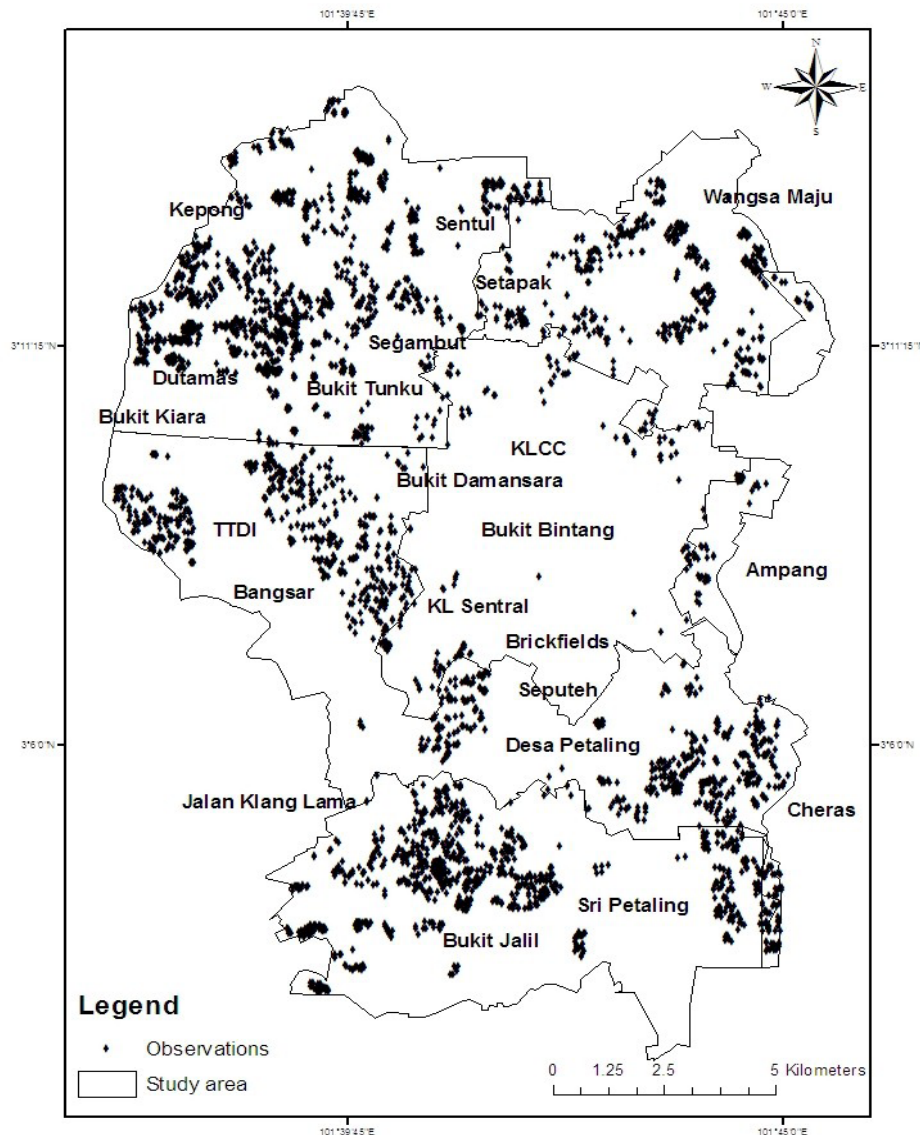 101°39'45"E
101°45'0"E
N
W
E
S
Wangsa Maju
Kepong
Sentul
Setapak
3°11'15"N
3°11'15"N
Segambut
Dutamas
Bukit Tunku
Bukit Kiara
KLCC
Bukit Damansara
TTDI
Bukit Bintang
Ampang
Bangsar
KL Sentral
Brickfields
Seputeh
3°6'0"N
Desa Petaling
3°6'0"N
Jalan Klang Lama
Cheras
Sri Petaling
Bukit Jalil
Legend
Observations
Study area
0 1.25 2.5 5 Kilometers
101°39'45"E
101°45'0"E